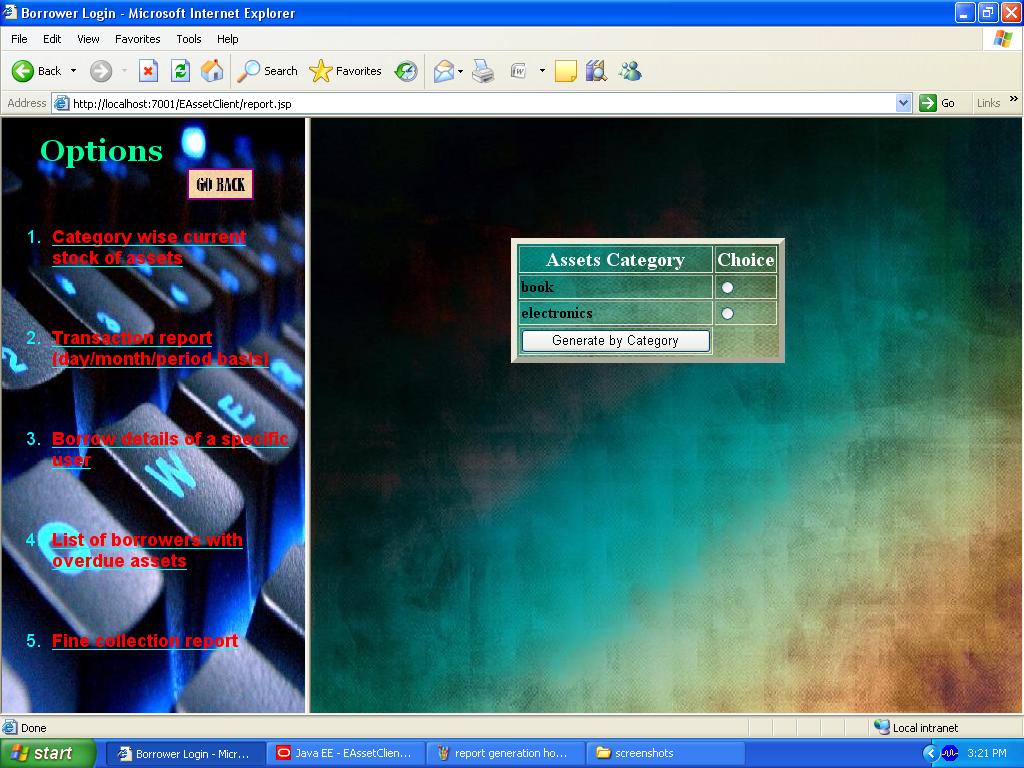 Borrower Login - Microsoft Internet Explorer
File Edit View Favorites Tools Help
Back Search Favorites
Address http://localhost:7001/EAssetClient/report.jsp Go Links »
Options
GO BACK
1. Category wise current
stock of assets
2. Transaction report
(day/month/period basis)
3. Borrow details of a specific
user
4. List of borrowers with
overdue assets
5. Fine collection report
Assets Category Choice
book
electronics
Generate by Category
Done Local intranet
start Borrower Login - Micr... Java EE - EAssetClien... report generation ho... screenshots 3:21 PM